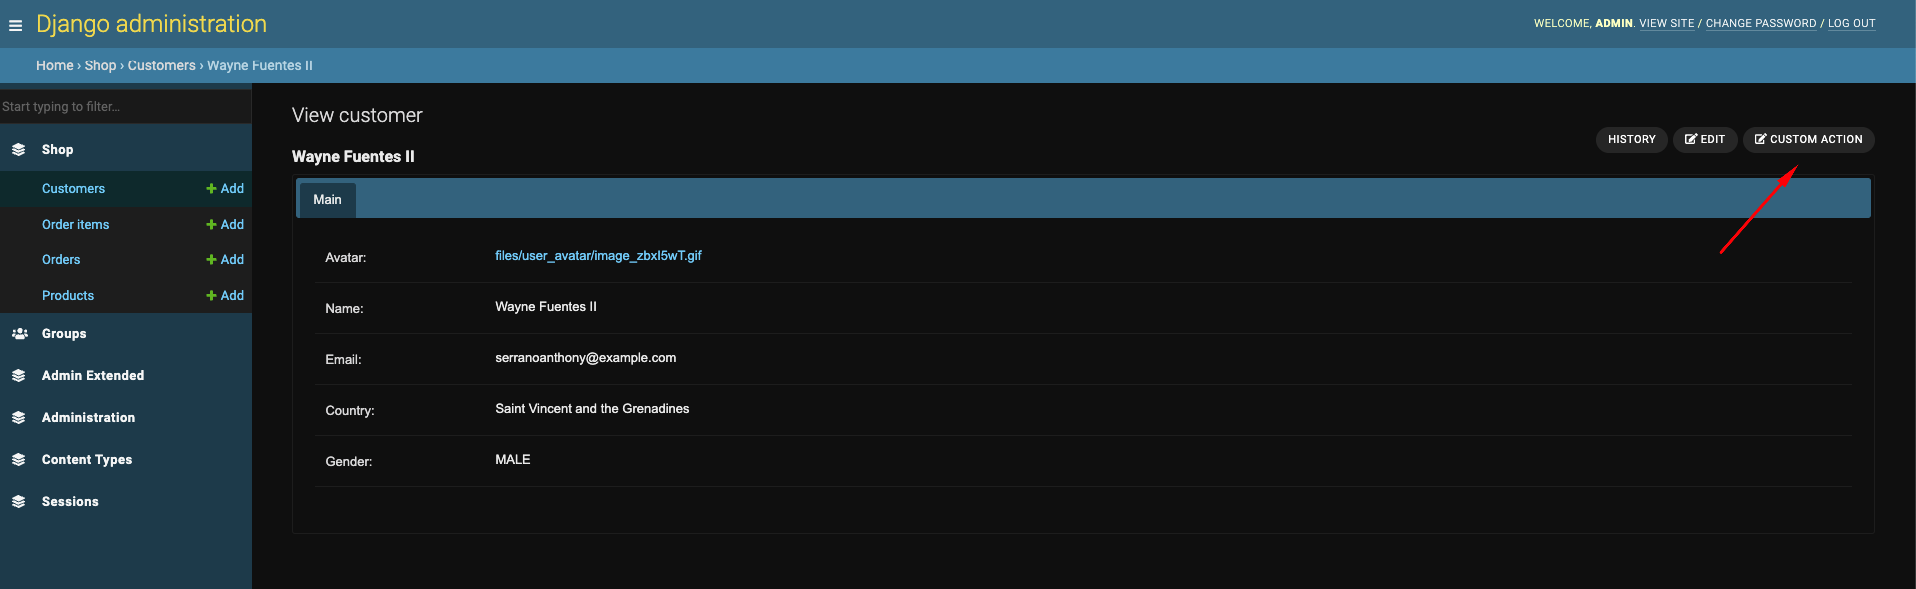 Django administration
WELCOME, ADMIN. VIEW SITE / CHANGE PASSWORD / LOG OUT
Home › Shop › Customers › Wayne Fuentes II
Start typing to filter...
Shop
Customers
Add
Order items
Add
Orders
Add
Products
Add
Groups
Admin Extended
Administration
Content Types
Sessions
View customer
HISTORY
EDIT
CUSTOM ACTION
Wayne Fuentes II
Main
Avatar: files/user_avatar/image_zbxI5wT.gif
Name: Wayne Fuentes II
Email: serranoanthony@example.com
Country: Saint Vincent and the Grenadines
Gender: MALE